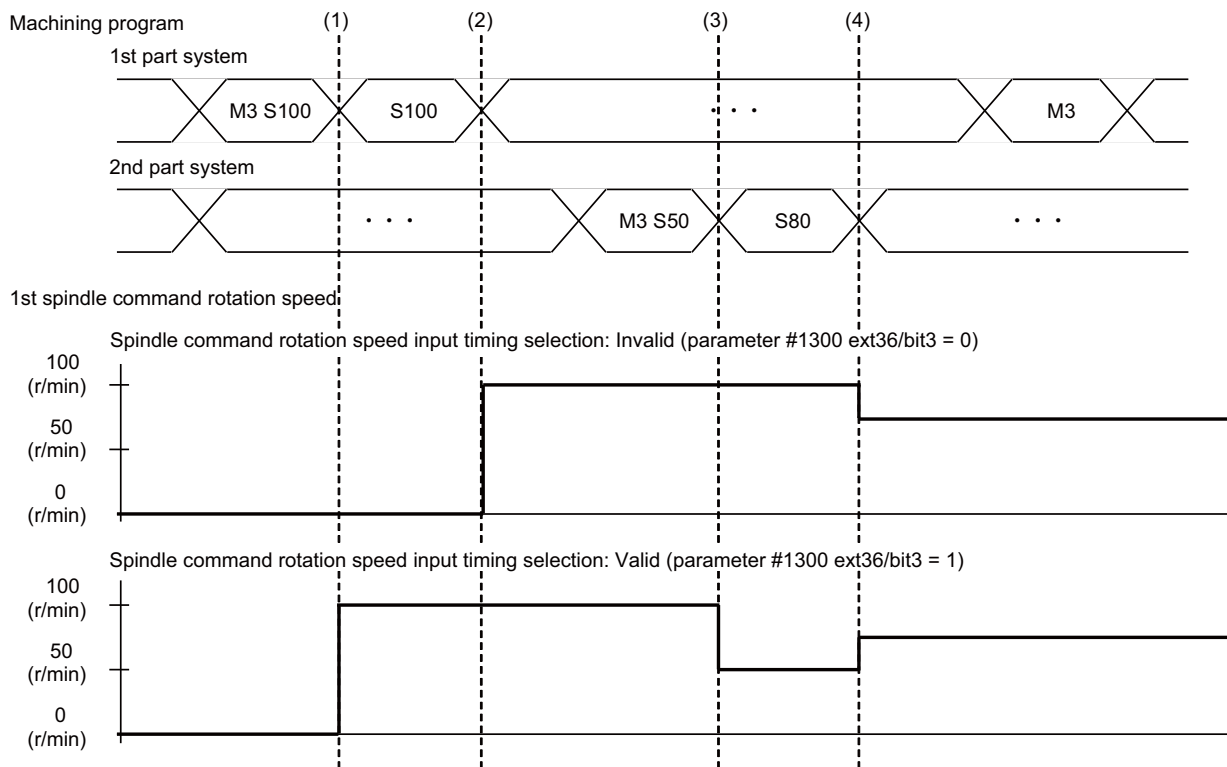 Machining program
(1) (2) (3) (4)
1st part system
M3 S100 S100 ・・・ M3
2nd part system
・・・ M3 S50 S80 ・・・
1st spindle command rotation speed
Spindle command rotation speed input timing selection: Invalid (parameter #1300 ext36/bit3 = 0)
100
(r/min)
50
(r/min)
0
(r/min)
Spindle command rotation speed input timing selection: Valid (parameter #1300 ext36/bit3 = 1)
100
(r/min)
50
(r/min)
0
(r/min)